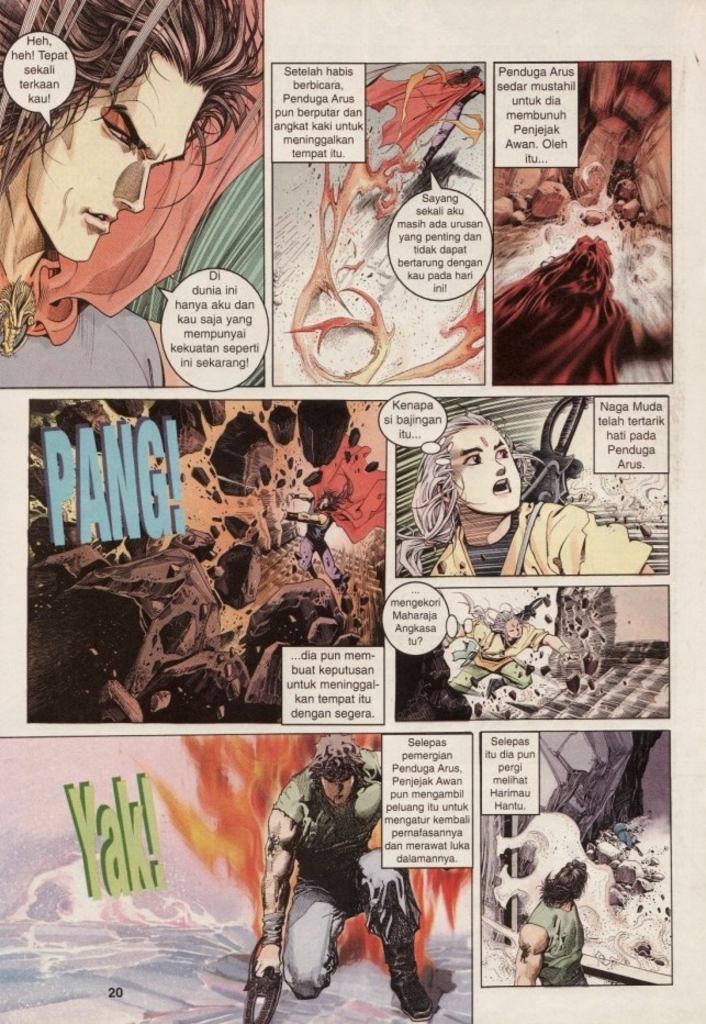 Heh,
heh! Tepat
sekali
terkaan
kau!
Di
dunia ini
hanya aku dan
kau saja yang
mempunyai
kekuatan seperti
ini sekarang!
Setelah habis
berbicara,
Penduga Arus
pun berputar dan
angkat kaki untuk
meninggalkan
tempat itu.
Sayang
sekali aku
masih ada urusan
yang penting dan
tidak dapat
bertarung dengan
kau pada hari
ini!
Penduga Arus
sedar mustahil
untuk dia
membunuh
Penjejak
Awan. Oleh
itu...
PANG!
...dia pun mem-
buat keputusan
untuk meninggal-
kan tempat itu
dengan segera.
Kenapa
si bajingan
itu...
Naga Muda
telah tertarik
hati pada
Penduga
Arus.
...
mengekori
Maharaja
Angkasa
tu?
Yak!
Selepas
pemergian
Penduga Arus,
Penjejak Awan
pun mengambil
peluang itu untuk
mengatur kembali
pernafasannya
dan merawat luka
dalamannya.
Selepas
itu dia pun
pergi
melihat
Harimau
Hantu.
20